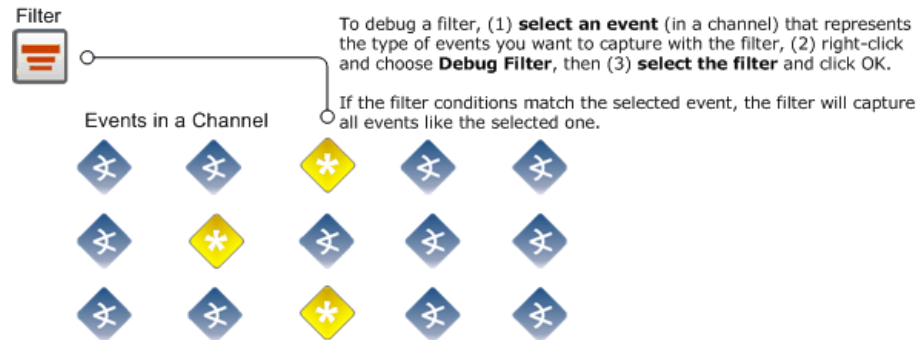 Filter
To debug a filter, (1) select an event (in a channel) that represents
the type of events you want to capture with the filter, (2) right-click
and choose Debug Filter, then (3) select the filter and click OK.
If the filter conditions match the selected event, the filter will capture
all events like the selected one.
Events in a Channel